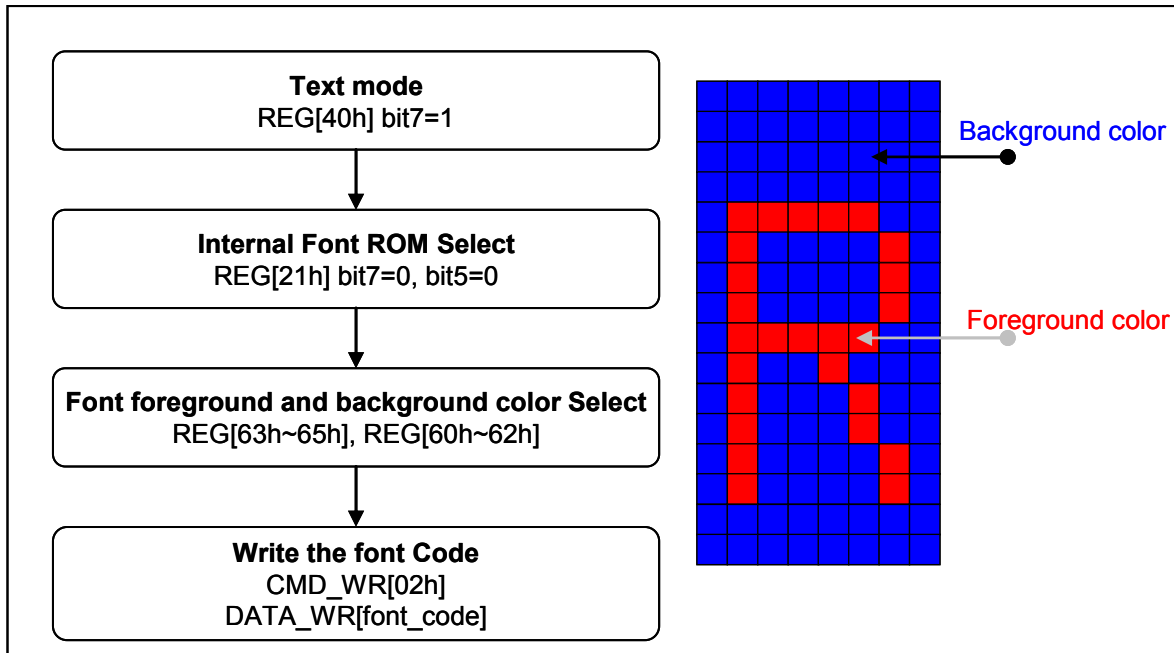 Text mode
REG[40h] bit7=1
Internal Font ROM Select
REG[21h] bit7=0, bit5=0
Font foreground and background color Select
REG[63h~65h], REG[60h~62h]
Write the font Code
CMD_WR[02h]
DATA_WR[font_code]
Background color
Foreground color